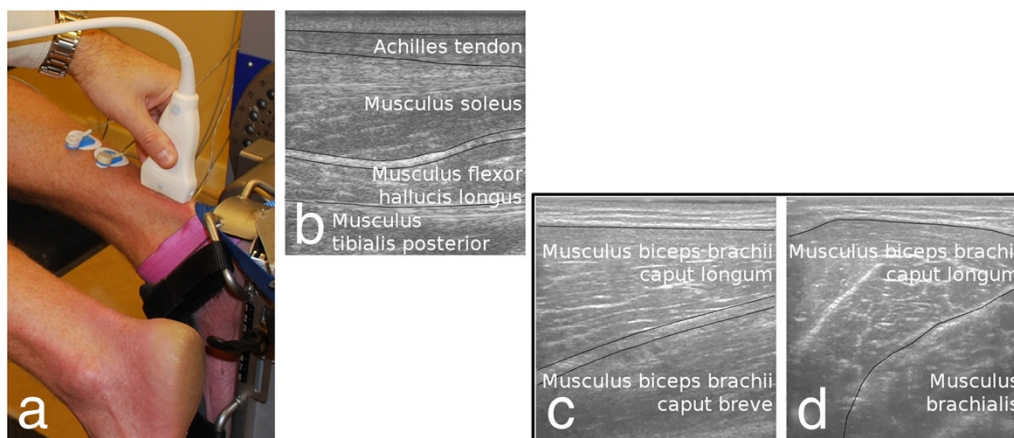 a
Achilles tendon
Musculus soleus
Musculus flexor
hallucis longus
Musculus
tibialis posterior
b
Musculus biceps brachii
caput longum
Musculus biceps brachii
caput breve
c
Musculus biceps brachi
caput longum
Musculus
brachialis
d